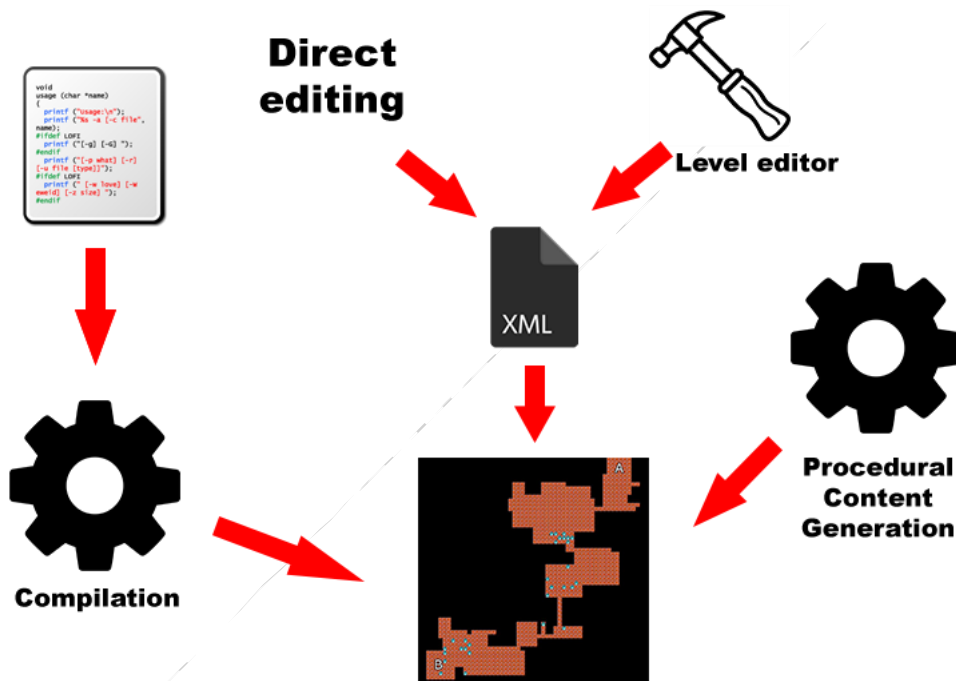 Direct
editing
void
usage (char *name)
{
printf ("usage:\n");
printf ("%s -a [-c file",
name);
#ifdef LOFI
printf ("[-g] [-G] ");
#endif
printf ("[-p what] [-r]
[-u file [type]]");
#ifdef LOFI
printf (" [-w love] [-W
eweid] [-z size] ");
#endif
Level editor
XML
Procedural
Content
Generation
Compilation
A
B